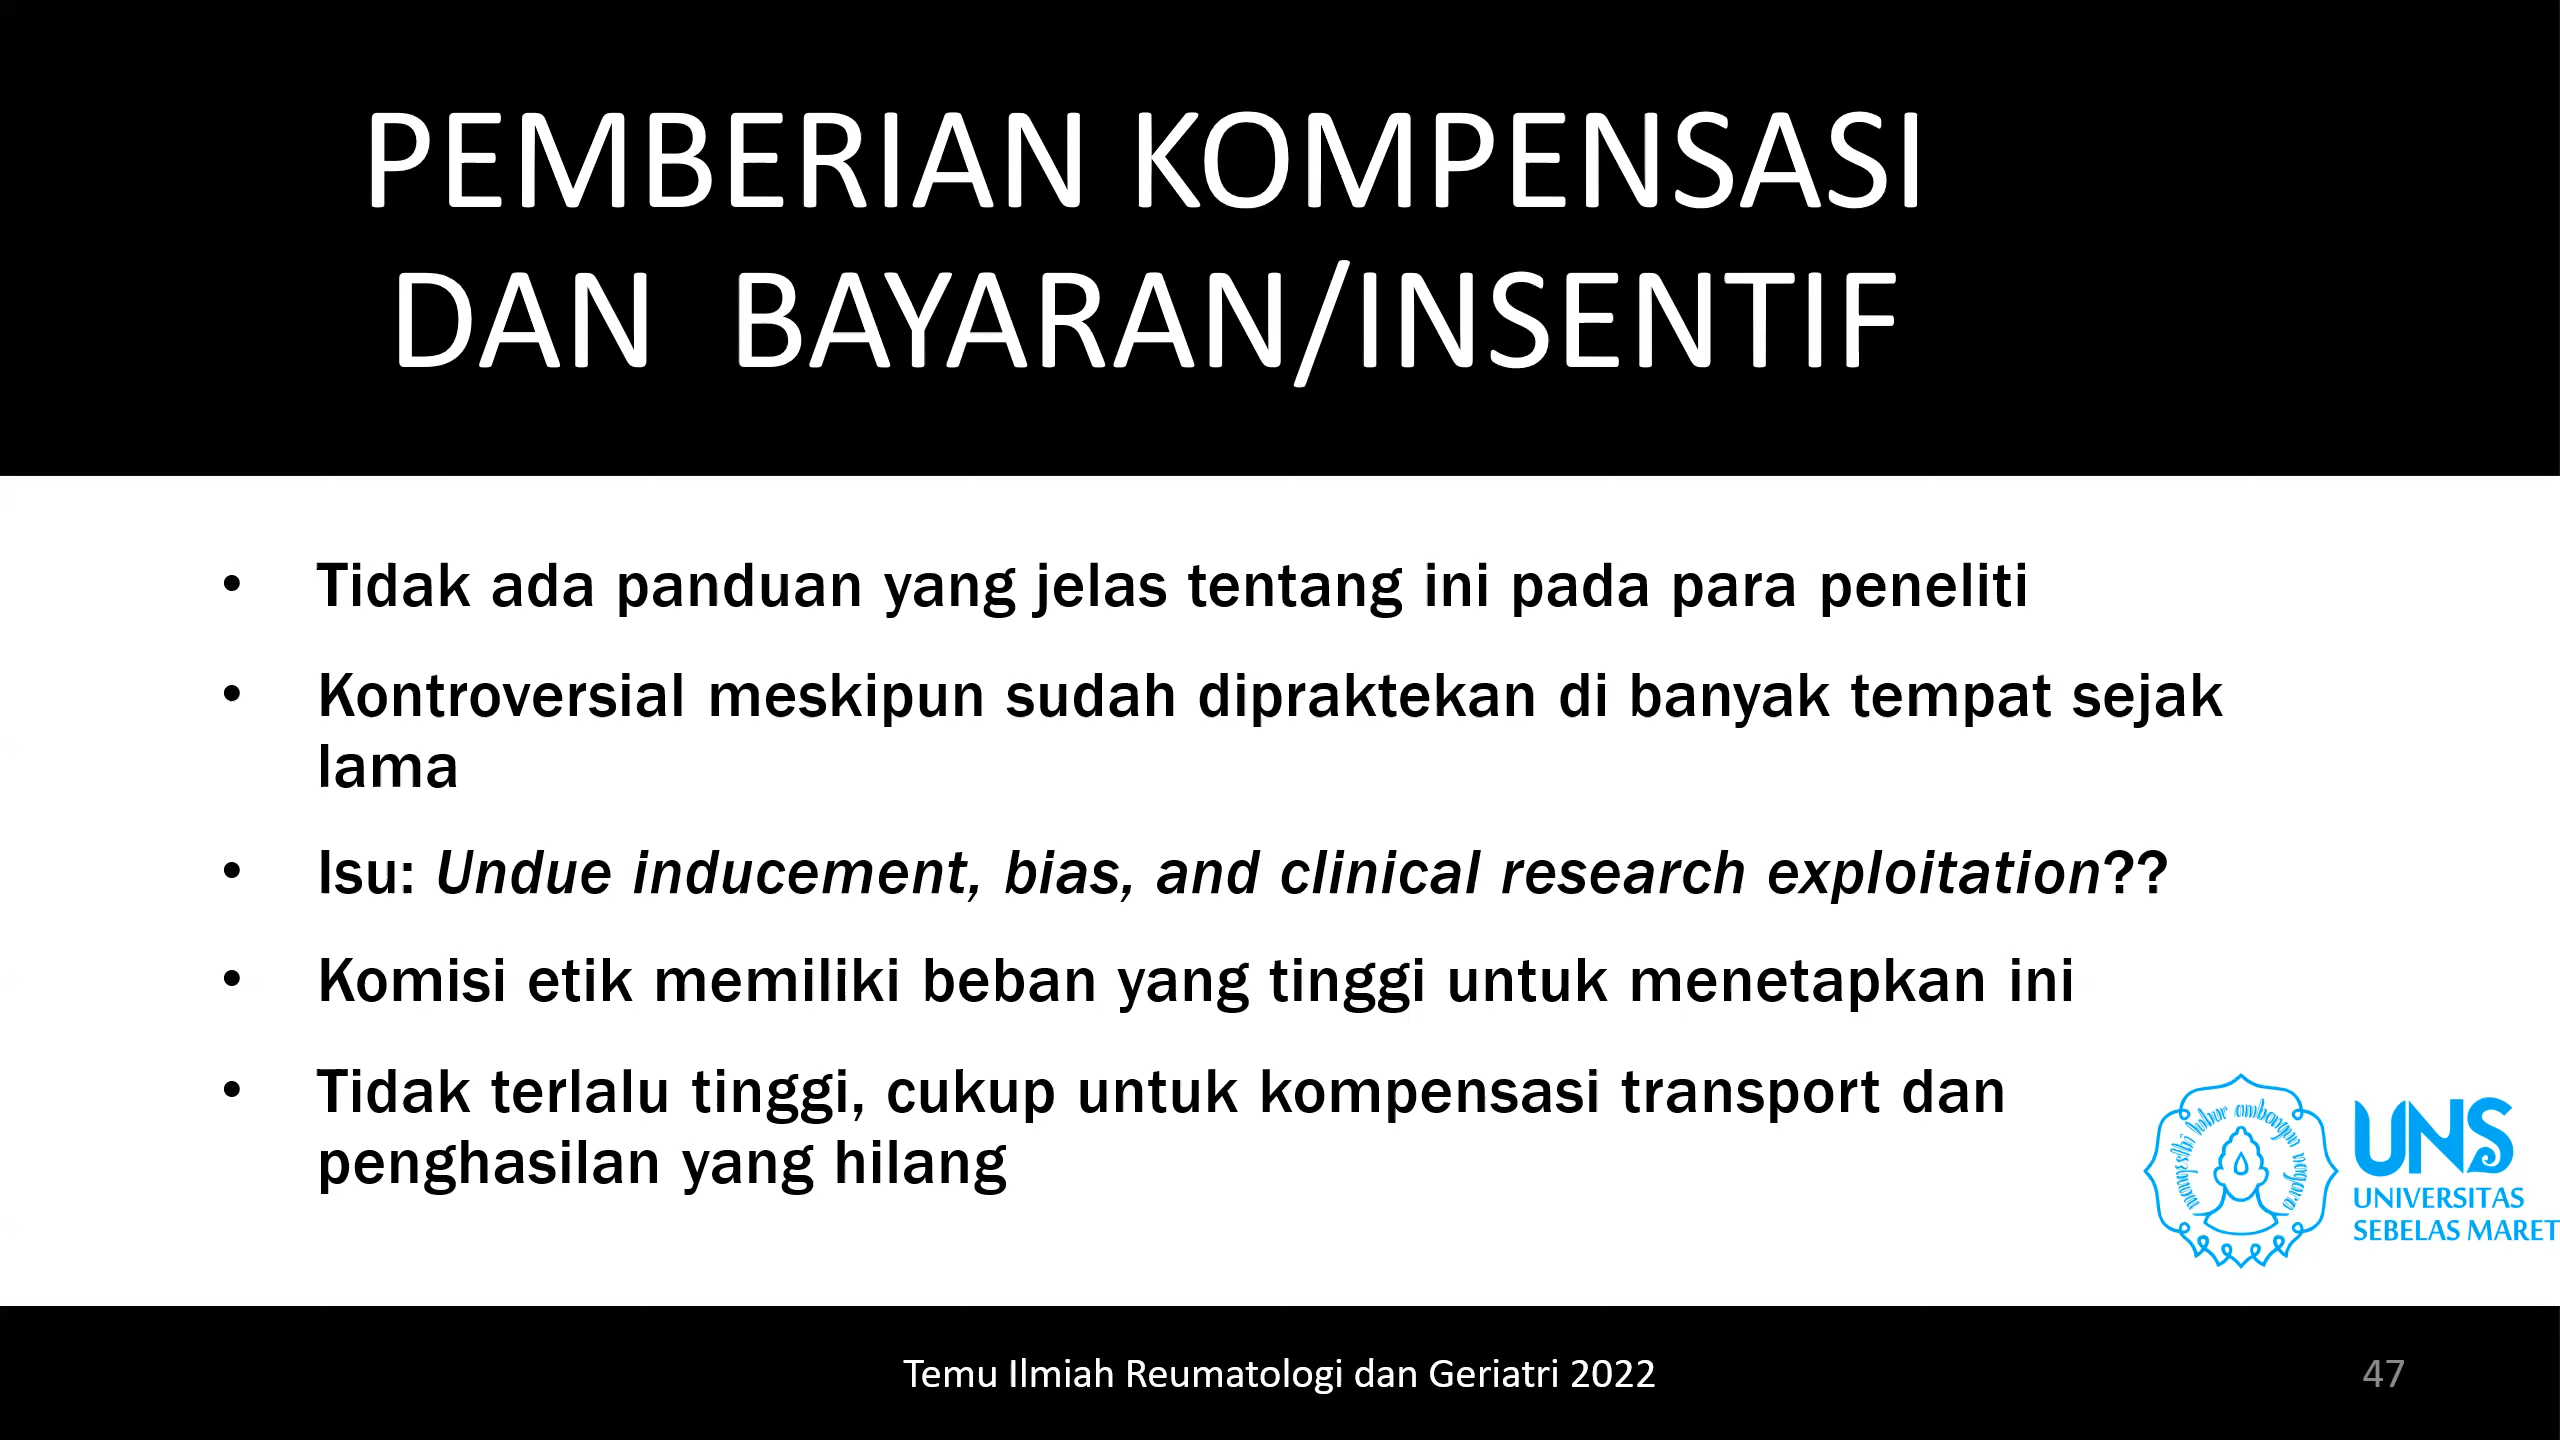 PEMBERIAN KOMPENSASI
DAN  BAYARAN/INSENTIF
• Tidak ada panduan yang jelas tentang ini pada para peneliti
• Kontroversial meskipun sudah dipraktekan di banyak tempat sejak
lama
• Isu: Undue inducement, bias, and clinical research exploitation??
• Komisi etik memiliki beban yang tinggi untuk menetapkan ini
• Tidak terlalu tinggi, cukup untuk kompensasi transport dan
penghasilan yang hilang
UNS
UNIVERSITAS
SEBELAS MARET
Temu Ilmiah Reumatologi dan Geriatri 2022
47